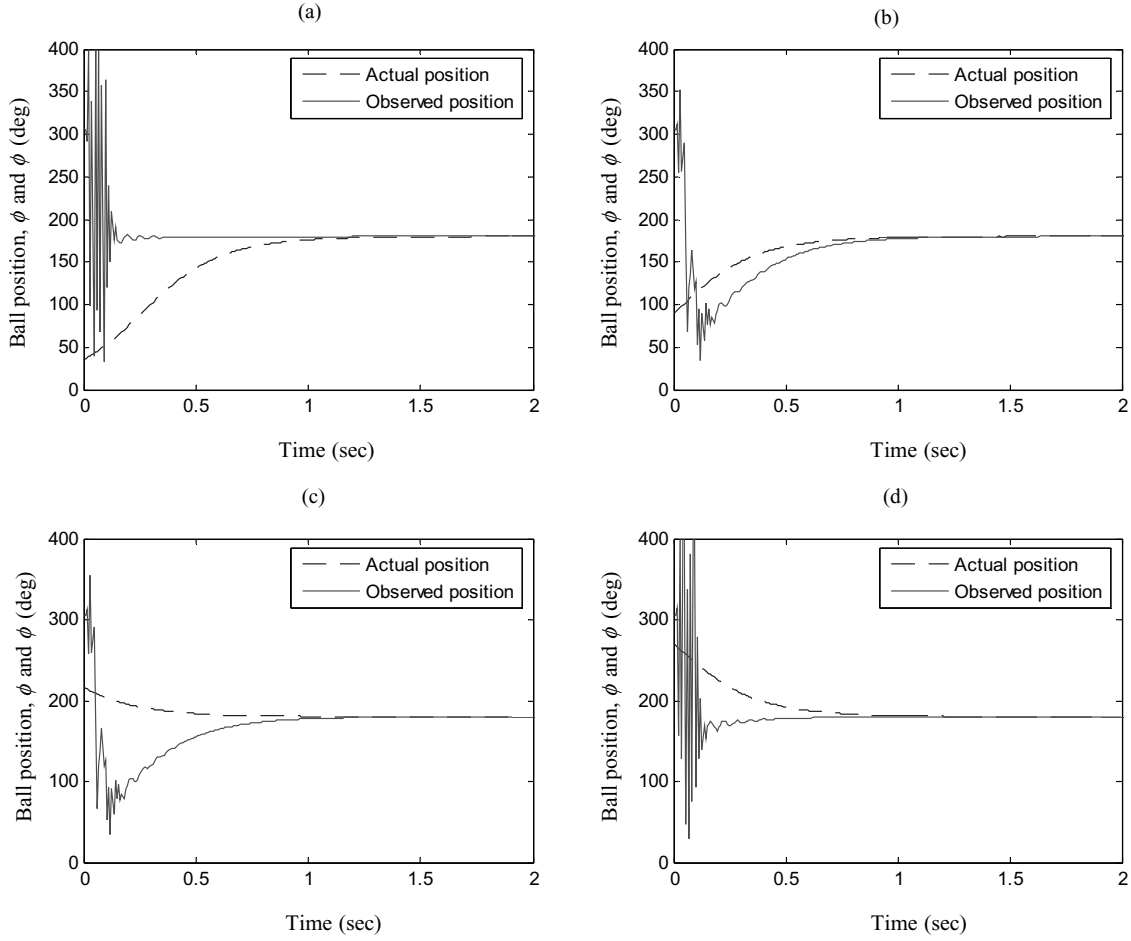 (a)
400
350
300
250
200
150
100
50
0
0 0.5 1 1.5 2
Actual position
Observed position
Ball position, ϕ and ϕ (deg)
Time (sec)
(b)
400
350
300
250
200
150
100
50
0
0 0.5 1 1.5 2
Actual position
Observed position
Ball position, ϕ and ϕ (deg)
Time (sec)
(c)
400
300
200
100
0
0 0.5 1 1.5 2
Actual position
Observed position
Ball position, ϕ and ϕ (deg)
Time (sec)
(d)
400
300
200
100
0
0 0.5 1 1.5 2
Actual position
Observed position
Ball position, ϕ and ϕ (deg)
Time (sec)